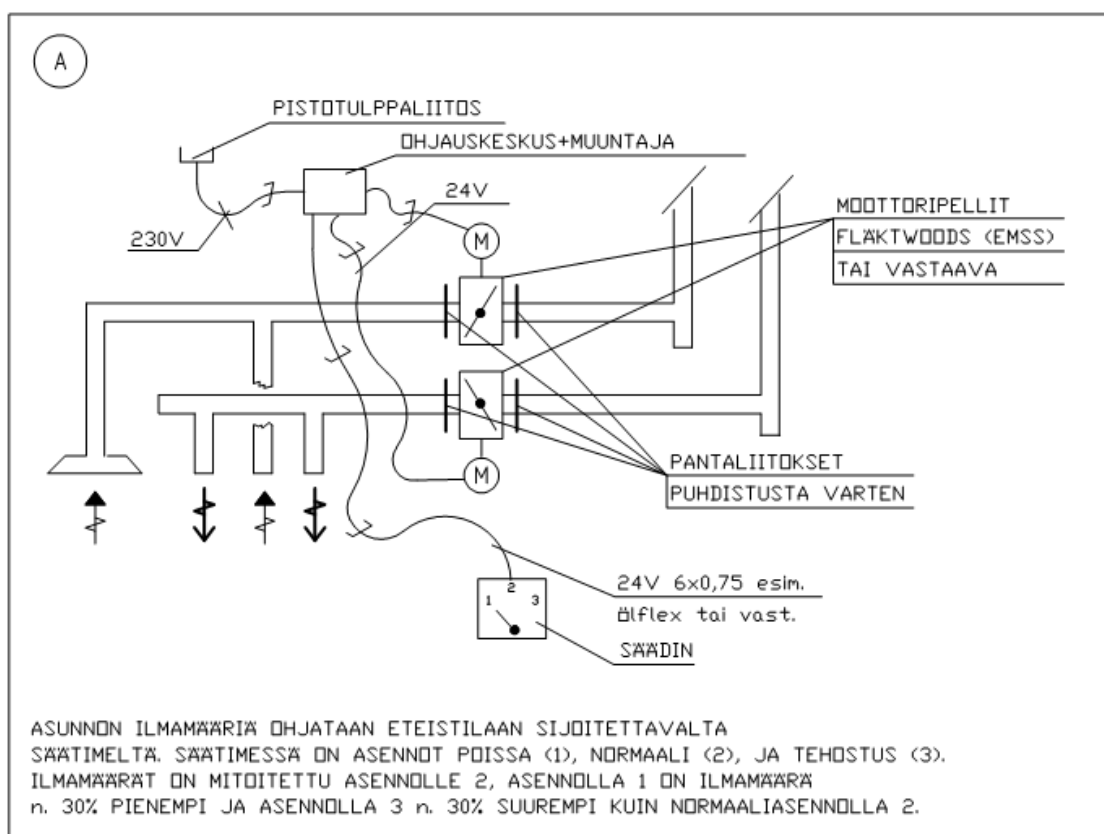 A
PISTOTULPPALIITOS
OHJAUSKESKUS+MUUNTAJA
24V
230V
M
MOOTTORIPELLIT
FLÄKTWOODS (EMSS)
TAI VASTAAVA
M
PANTALIITOKSET
PUHDISTUSTA VARTEN
24V 6x0,75 esim.
ölflex tai vast.
1 2 3
SÄÄDIN
ASUNNON ILMAMÄÄRIÄ OHJATAAN ETEISTILAAN SIJOITETTAVALTA
SÄÄTIMELTÄ. SÄÄTIMESSÄ ON ASENNOT POISSA (1), NORMAALI (2), JA TEHOSTUS (3).
ILMAMÄÄRÄT ON MITOITETTU ASENNOLLE 2, ASENNOLLA 1 ON ILMAMÄÄRÄ
n. 30% PIENEMPI JA ASENNOLLA 3 n. 30% SUUREMPI KUIN NORMAALIASENNOLLA 2.